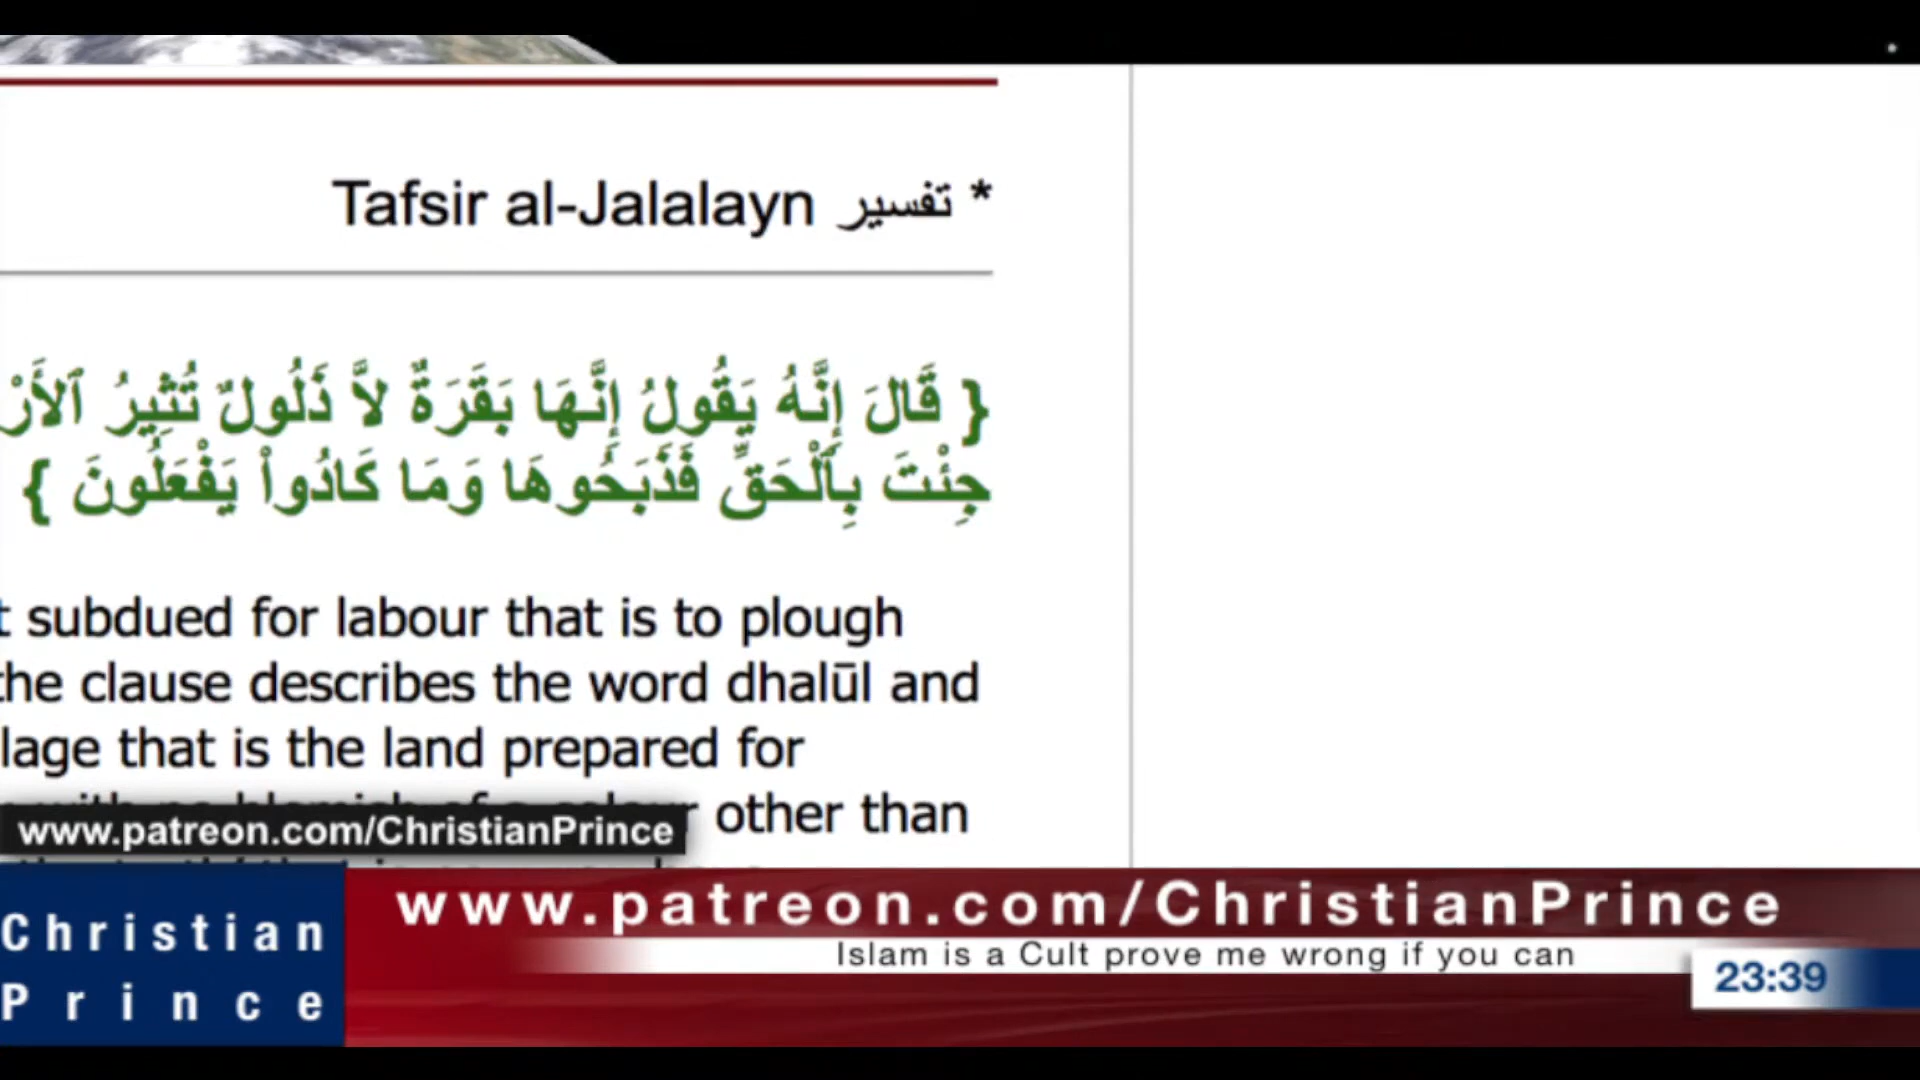 * تفسير Tafsir al-Jalalayn
{ قَالَ إِنَّهُ يَقُولُ إِنَّهَا بَقَرَةٌ لاَّ ذَلُولٌ تُثِيرُ
جِئْتَ بِٱلْحَقِّ فَذَبَحُوهَا وَمَا كَادُواْ يَفْعَلُونَ }
subdued for labour that is to plough
the clause describes the word dhalūl and
lage that is the land prepared for
other than
www.patreon.com/ChristianPrince
Christian
Prince
www.patreon.com/ChristianPrince
Islam is a Cult prove me wrong if you can
23:39